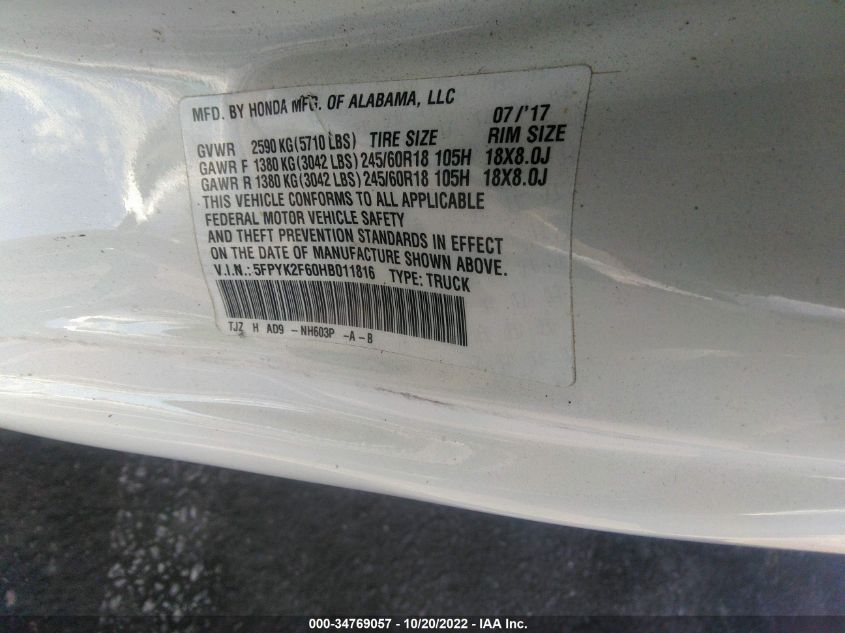 MFD. BY HONDA MFG. OF ALABAMA, LLC 07/'17
GVWR 2590 KG(5710 LBS) TIRE SIZE RIM SIZE
GAWR F 1380 KG(3042 LBS) 245/60R18 105H 18X8.0J
GAWR R 1380 KG(3042 LBS) 245/60R18 105H 18X8.0J
THIS VEHICLE CONFORMS TO ALL APPLICABLE
FEDERAL MOTOR VEHICLE SAFETY
AND THEFT PREVENTION STANDARDS IN EFFECT
ON THE DATE OF MANUFACTURE SHOWN ABOVE.
V.I.N.: 5FPYK2F60HB011816 TYPE: TRUCK
TJZ H AD9 -NH603P -A-B
000-34769057 - 10/20/2022 - IAA Inc.